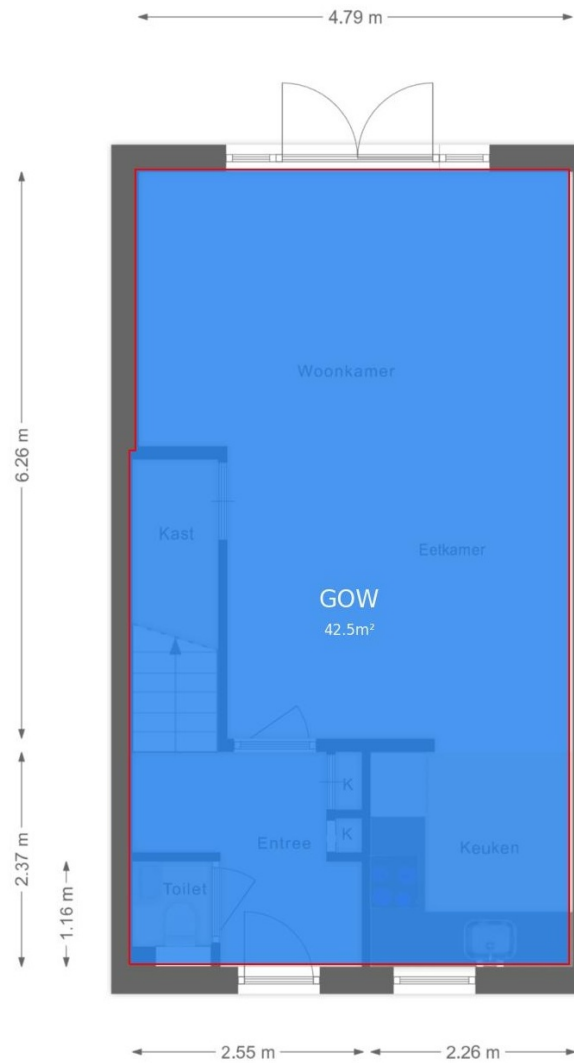 4.79 m
Woonkamer
6.26 m
Kast
Eetkamer
GOW
42.5m²
K
K
Entree
Keuken
2.37 m
Toilet
1.16 m
2.55 m
2.26 m